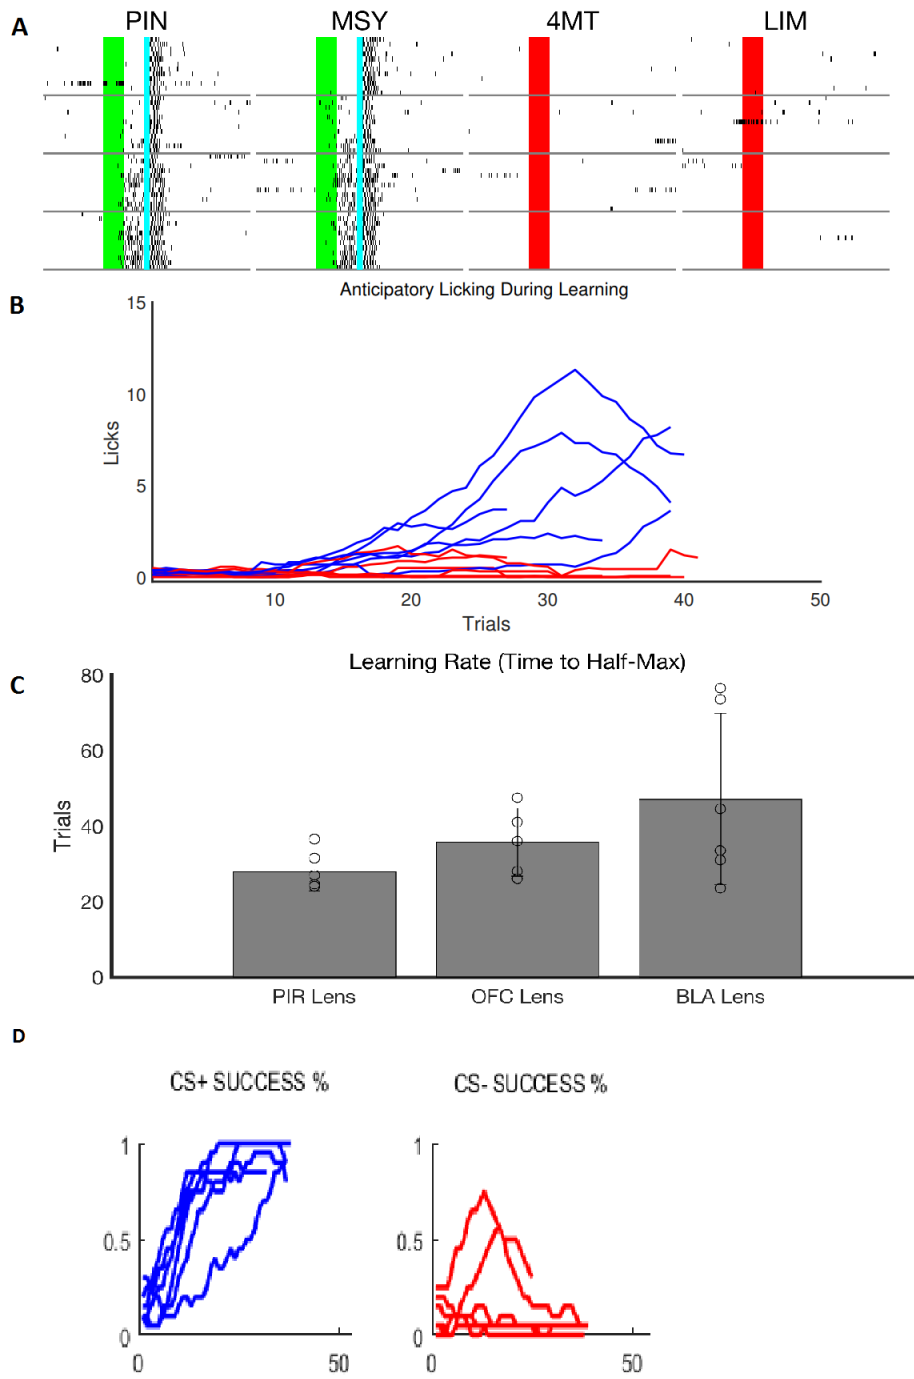 A
PIN MSY 4MT LIM
Anticipatory Licking During Learning
B
15
10
5
0
Licks
10 20 30 40 50
Trials
Learning Rate (Time to Half-Max)
C
80
60
40
20
0
Trials
PIR Lens OFC Lens BLA Lens
D
CS+ SUCCESS % CS- SUCCESS %
1 1
0.5 0.5
0 0
0 50 0 50